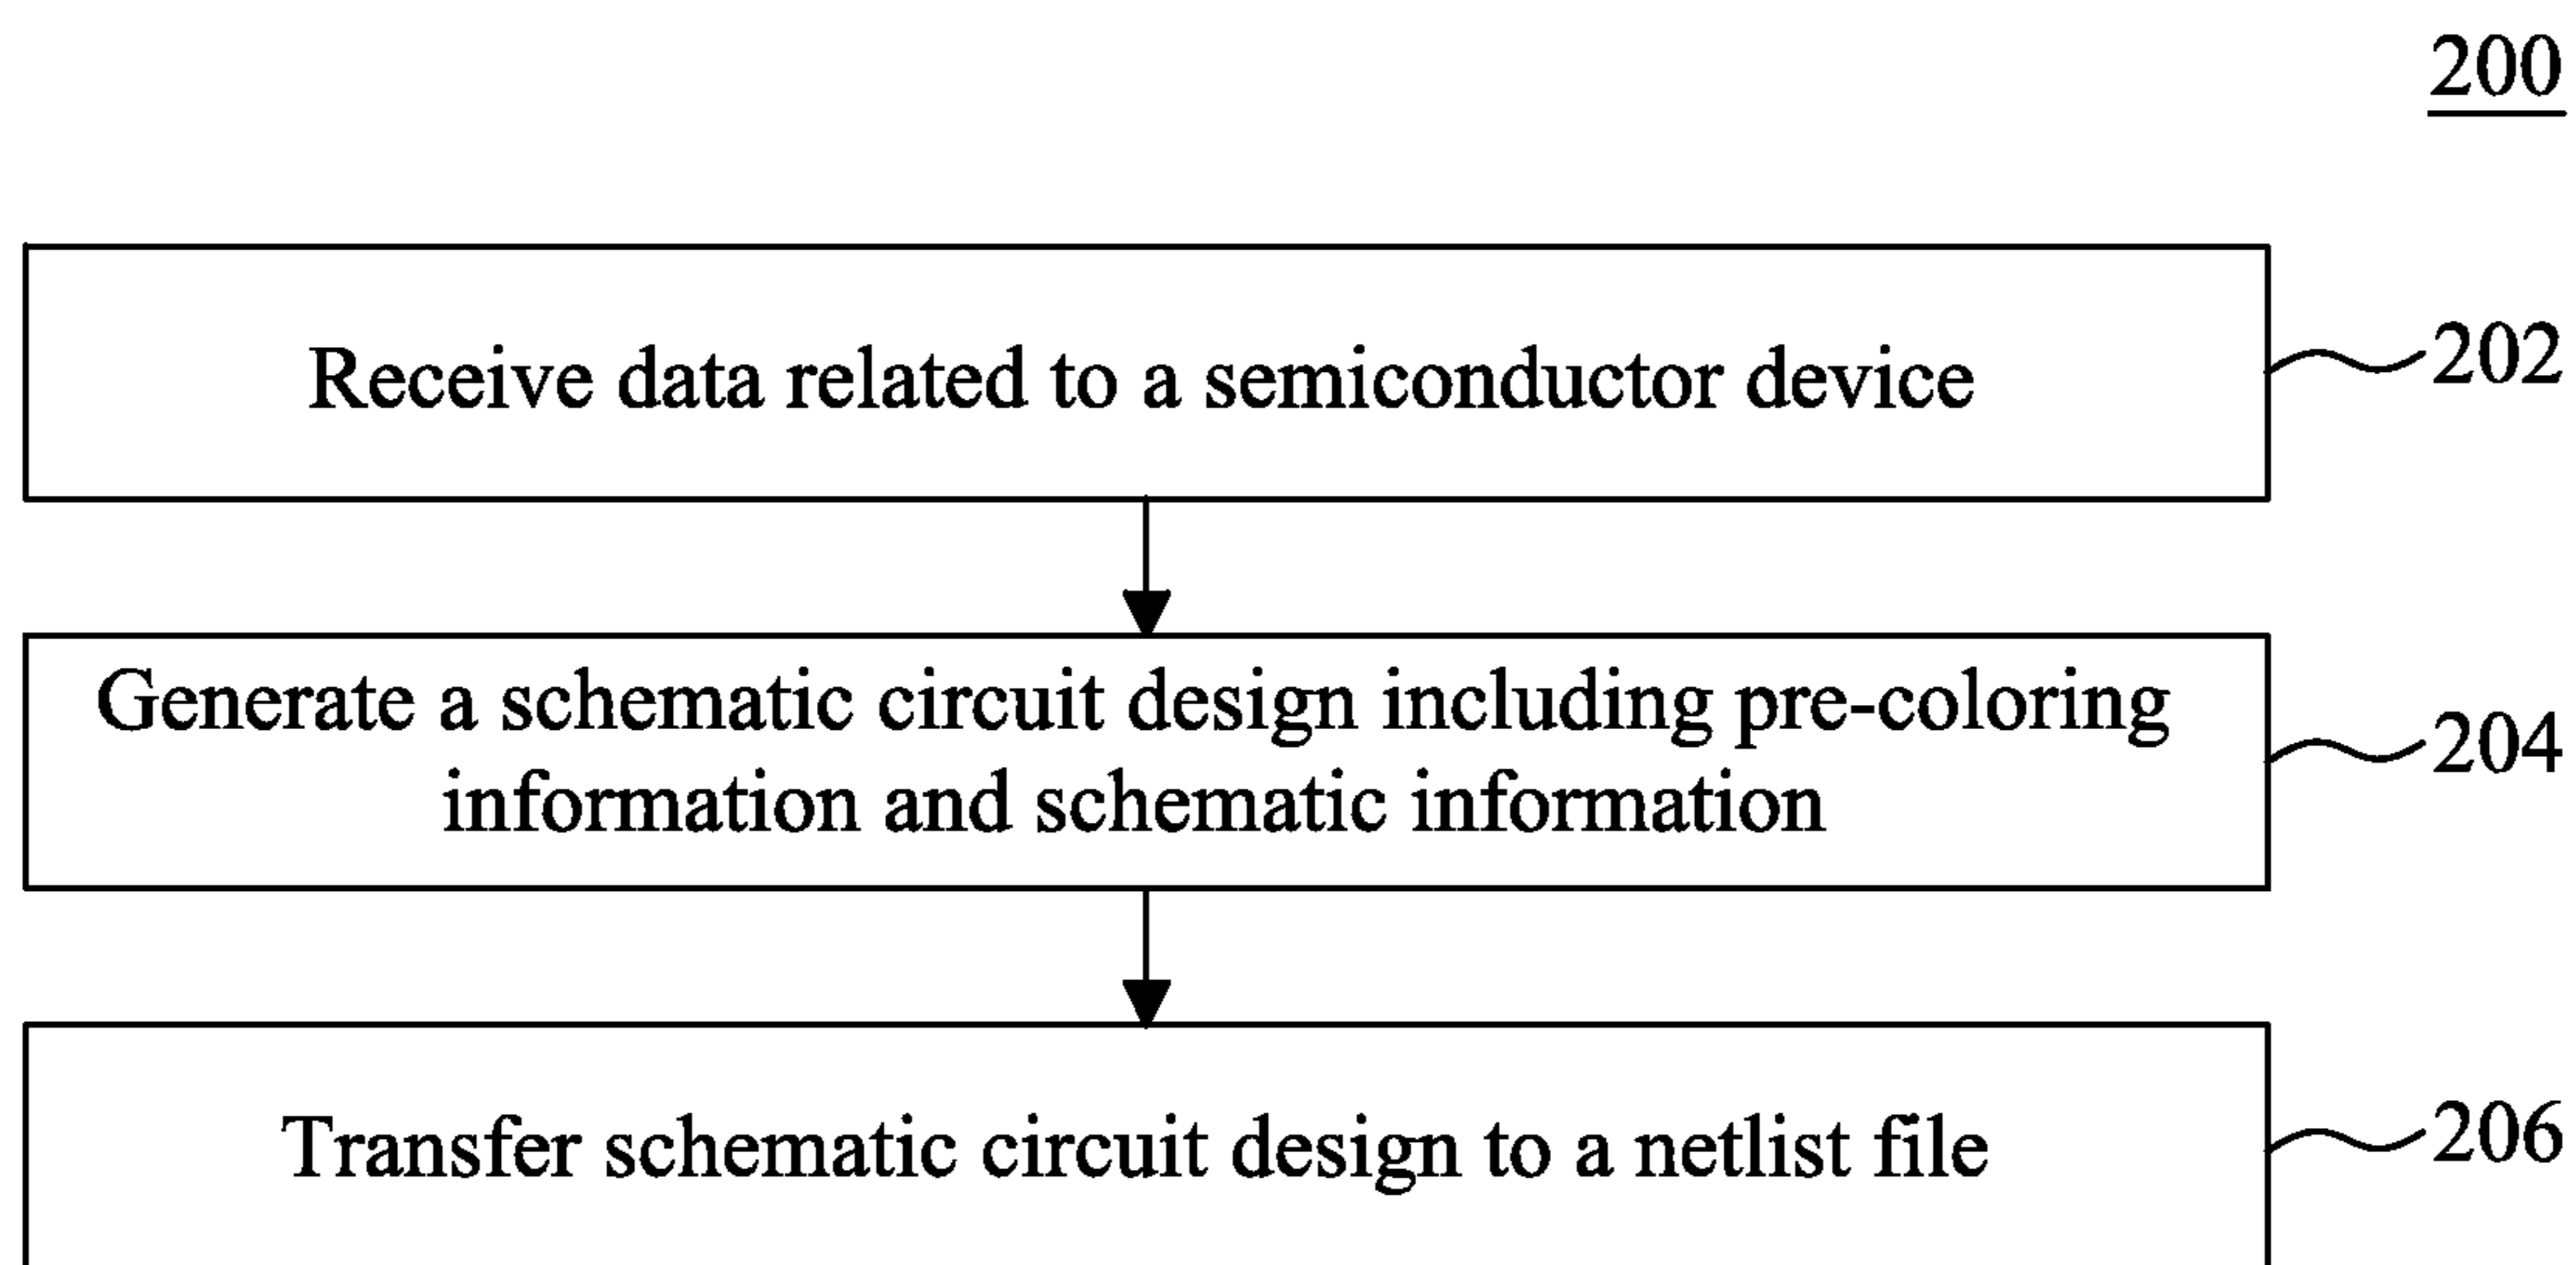 200
Receive data related to a semiconductor device
202
Generate a schematic circuit design including pre-coloring
information and schematic information
204
Transfer schematic circuit design to a netlist file
206